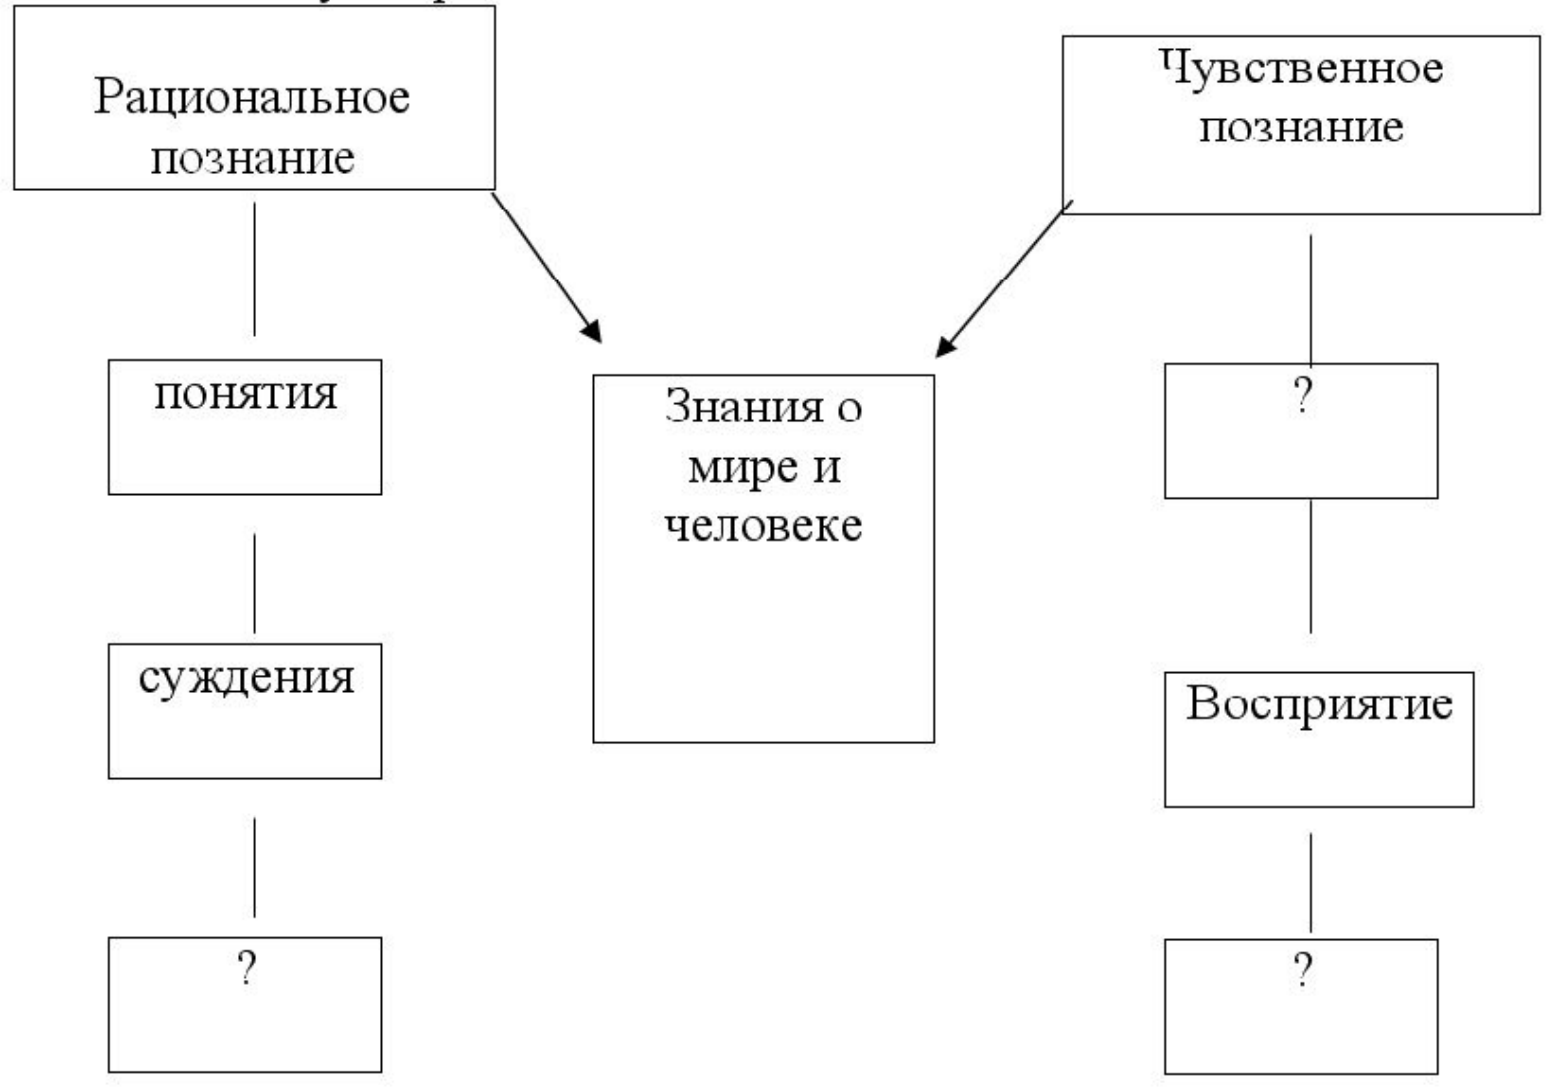 Рациональное
познание
Чувственное
познание
понятия
Знания о
мире и
человеке
?
суждения
Восприятие
?
?